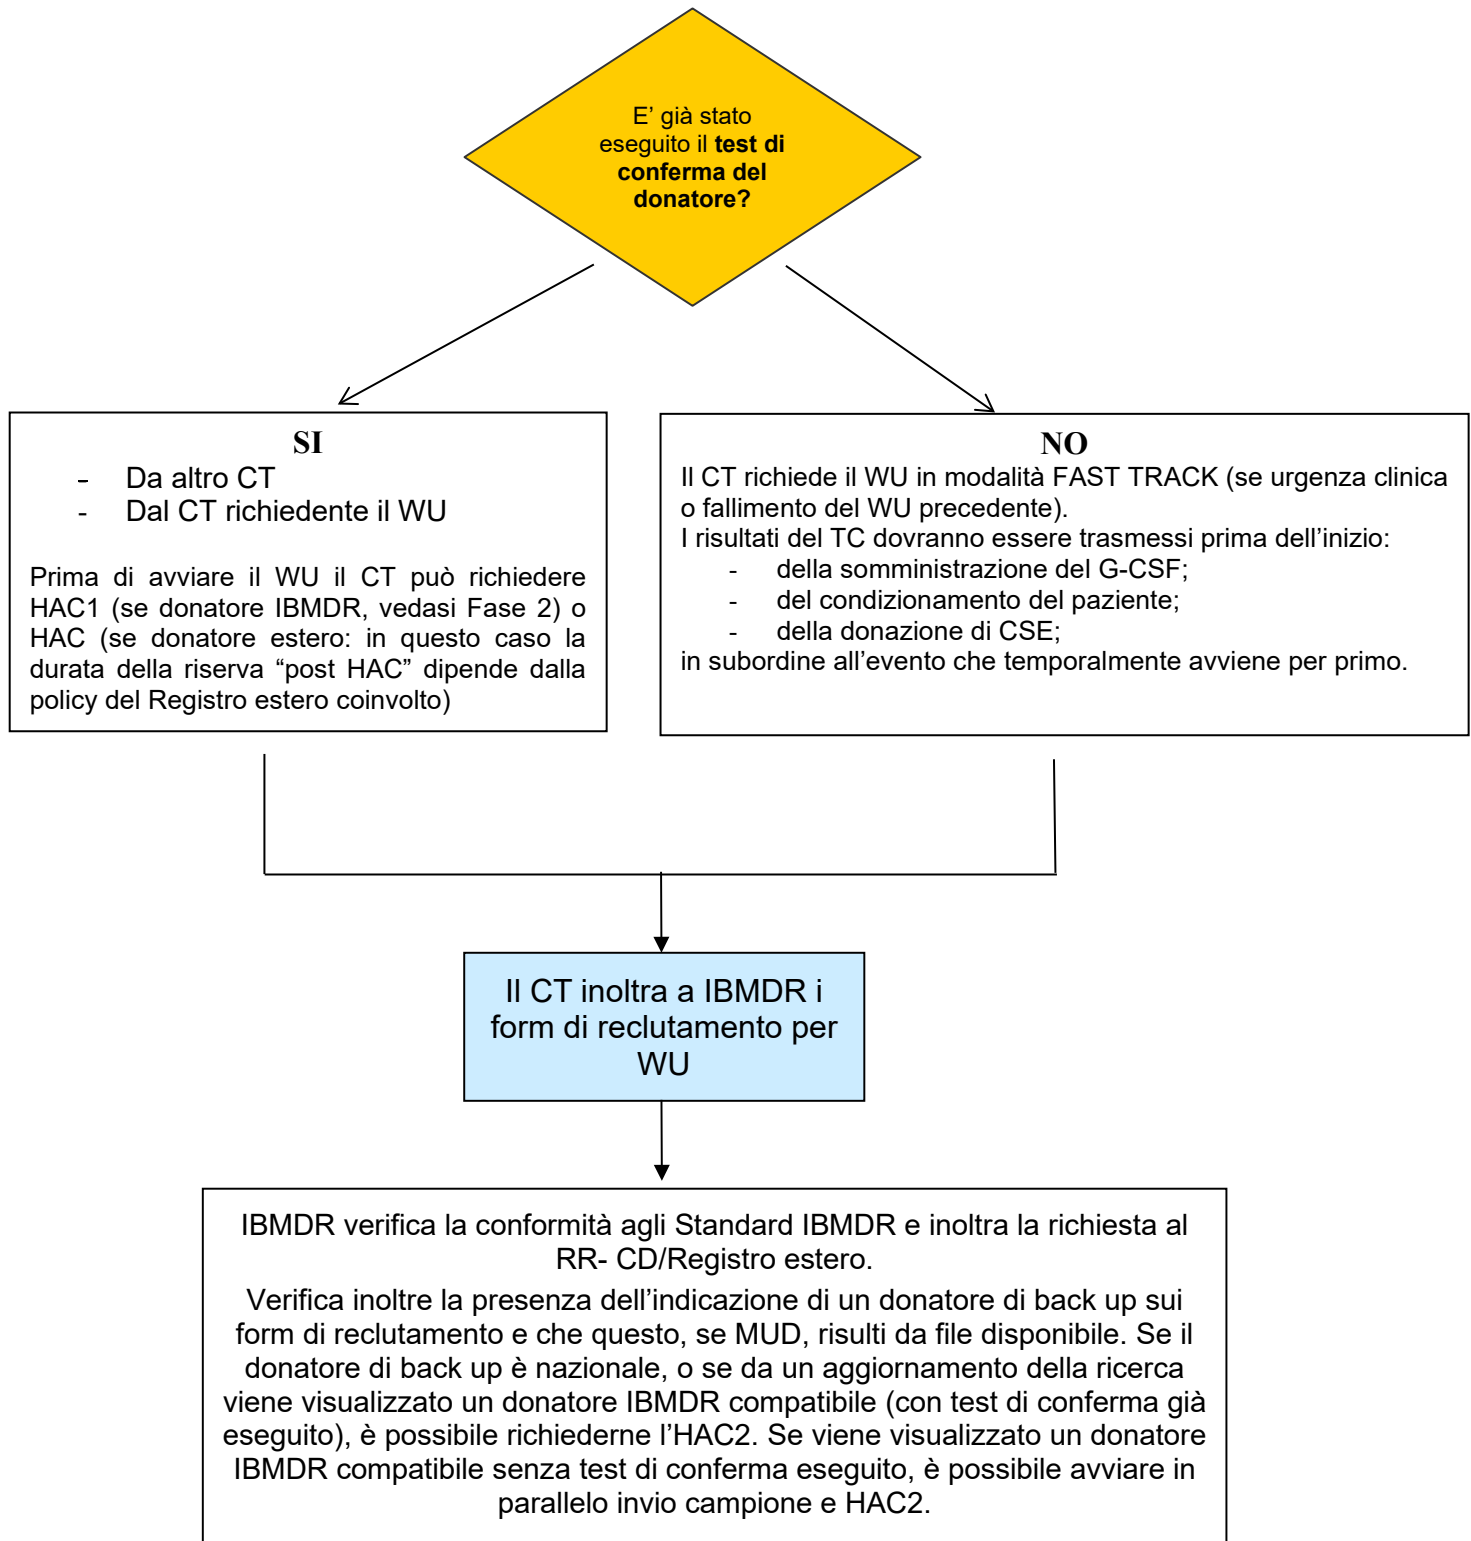 E' già stato
eseguito il test di
conferma del
donatore?
SI
- Da altro CT
- Dal CT richiedente il WU
Prima di avviare il WU il CT può richiedere
HAC1 (se donatore IBMDR, vedasi Fase 2) o
HAC (se donatore estero: in questo caso la
durata della riserva “post HAC” dipende dalla
policy del Registro estero coinvolto)
NO
Il CT richiede il WU in modalità FAST TRACK (se urgenza clinica
o fallimento del WU precedente).
I risultati del TC dovranno essere trasmessi prima dell’inizio:
- della somministrazione del G-CSF;
- del condizionamento del paziente;
- della donazione di CSE;
in subordine all’evento che temporalmente avviene per primo.
Il CT inoltra a IBMDR i
form di reclutamento per
WU
IBMDR verifica la conformità agli Standard IBMDR e inoltra la richiesta al
RR- CD/Registro estero.
Verifica inoltre la presenza dell’indicazione di un donatore di back up sui
form di reclutamento e che questo, se MUD, risulti da file disponibile. Se il
donatore di back up è nazionale, o se da un aggiornamento della ricerca
viene visualizzato un donatore IBMDR compatibile (con test di conferma già
eseguito), è possibile richiederne l’HAC2. Se viene visualizzato un donatore
IBMDR compatibile senza test di conferma eseguito, è possibile avviare in
parallelo invio campione e HAC2.